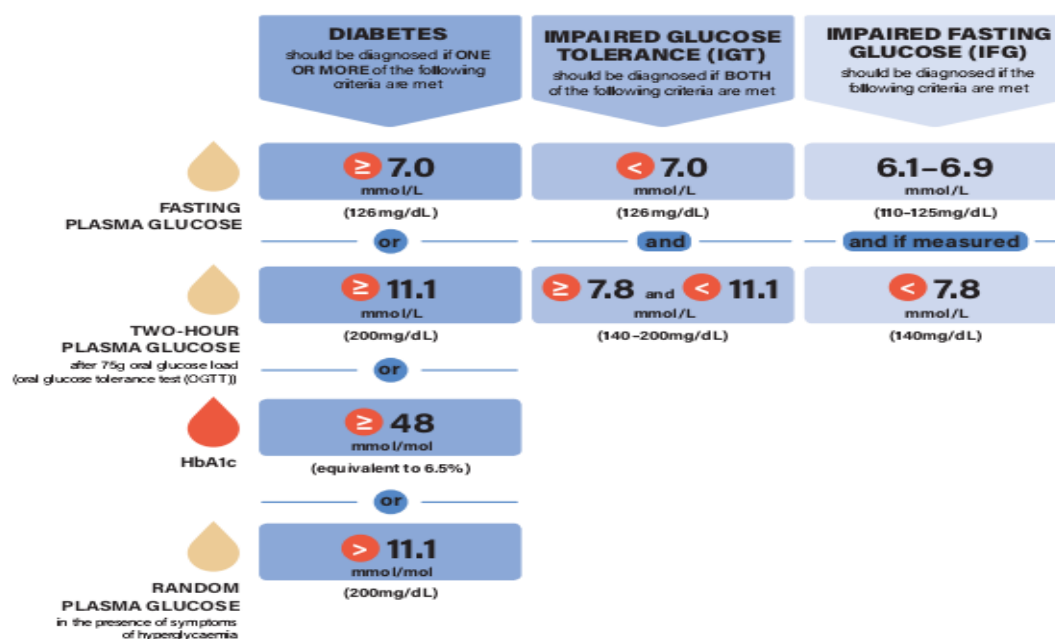 DIABETES
should be diagnosed if ONE
OR MORE of the following
criteria are met
IMPAIRED GLUCOSE
TOLERANCE (IGT)
should be diagnosed if BOTH
of the following criteria are met
IMPAIRED FASTING
GLUCOSE (IFG)
should be diagnosed if the
following criteria are met
FASTING
PLASMA GLUCOSE
≥ 7.0
mmol/L
(126mg/dL)
< 7.0
mmol/L
(126mg/dL)
6.1–6.9
mmol/L
(110–125mg/dL)
or
and
and if measured
TWO-HOUR
PLASMA GLUCOSE
after 75g oral glucose load
(oral glucose tolerance test (OGTT))
≥ 11.1
mmol/L
(200mg/dL)
≥ 7.8 and < 11.1
mmol/L
(140–200mg/dL)
< 7.8
mmol/L
(140mg/dL)
or
HbA1c
≥ 48
mmol/mol
(equivalent to 6.5%)
or
RANDOM
PLASMA GLUCOSE
in the presence of symptoms
of hyperglycaemia
> 11.1
mmol/mol
(200mg/dL)